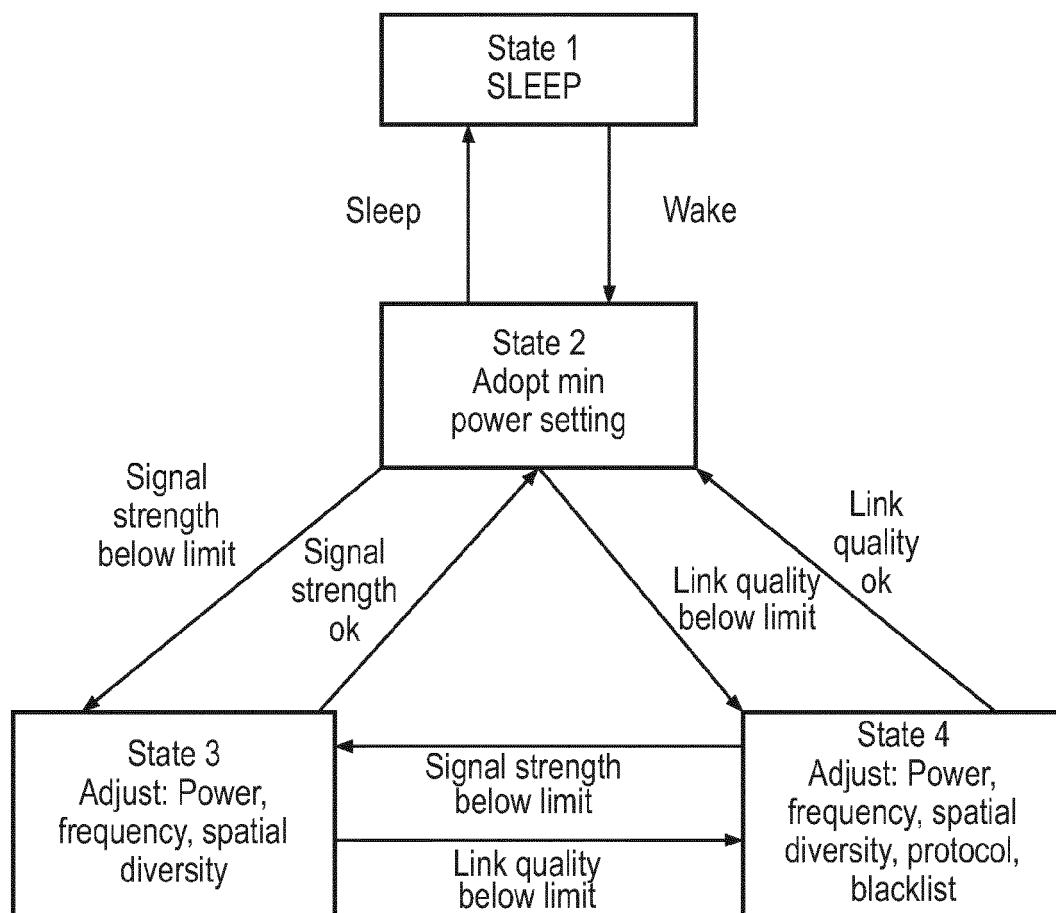 State 1
SLEEP
Sleep
Wake
State 2
Adopt min
power setting
Signal
strength
below limit
Signal
strength
ok
Link quality
below limit
Link
quality
ok
State 3
Adjust: Power,
frequency, spatial
diversity
Signal strength
below limit
Link quality
below limit
State 4
Adjust: Power,
frequency, spatial
diversity, protocol,
blacklist